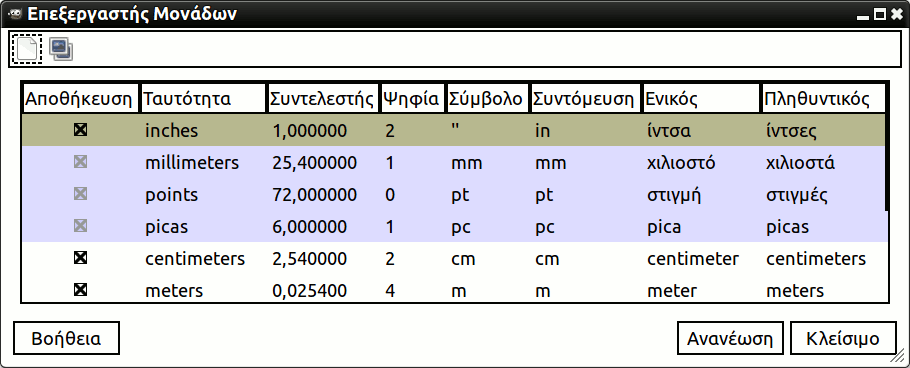 Επεξεργαστής Μονάδων
Αποθήκευση Ταυτότητα Συντελεστής Ψηφία Σύμβολο Συντόμευση Ενικός Πληθυντικός
inches 1,000000 2 " in ίντσα ίντσες
millimeters 25,400000 1 mm mm χιλιοστό χιλιοστά
points 72,000000 0 pt pt στιγμή στιγμές
picas 6,000000 1 pc pc pica picas
centimeters 2,540000 2 cm cm centimeter centimeters
meters 0,025400 4 m m meter meters
Βοήθεια Ανανέωση Κλείσιμο